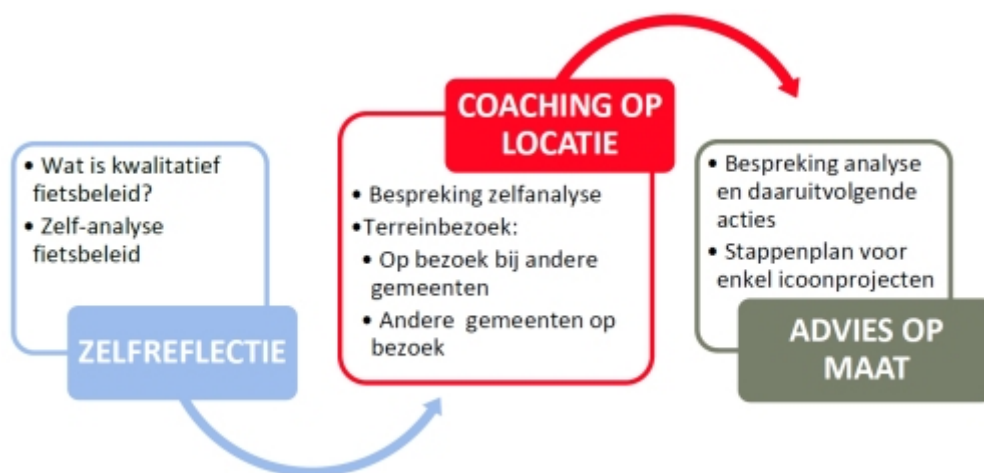 • Wat is kwalitatief
fietsbeleid?
• Zelf-analyse
fietsbeleid
ZELFREFLECTIE
COACHING OP
LOCATIE
• Bespreking zelfanalyse
•Terreinbezoek:
• Op bezoek bij andere
gemeenten
• Andere gemeenten op
bezoek
• Bespreking analyse
en daaruitvolgende
acties
• Stappenplan voor
enkel icoonprojecten
ADVIES OP
MAAT